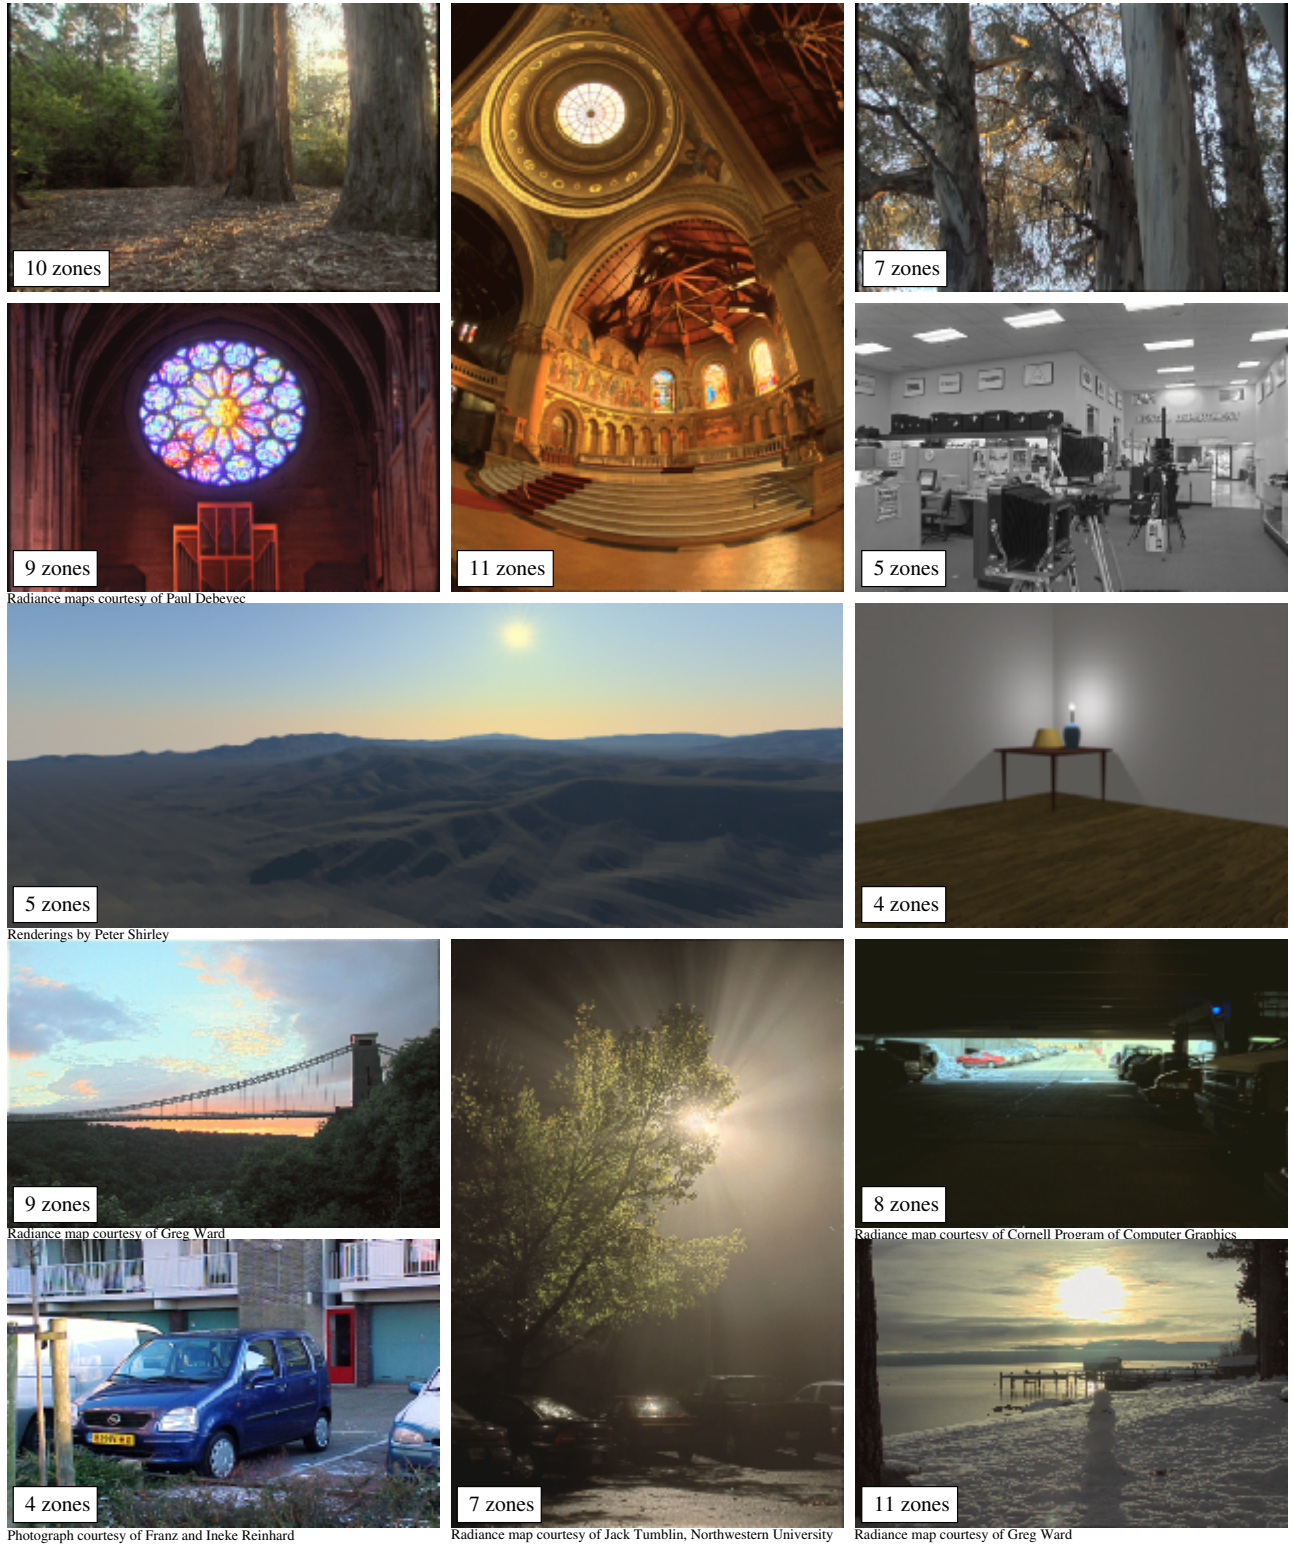 10 zones
7 zones
9 zones
11 zones
5 zones
Radiance maps courtesy of Paul Debevec
5 zones
4 zones
Renderings by Peter Shirley
9 zones
8 zones
Radiance map courtesy of Greg Ward
Radiance map courtesy of Cornell Program of Computer Graphics
4 zones
7 zones
11 zones
Photograph courtesy of Franz and Ineke Reinhard
Radiance map courtesy of Jack Tumblin, Northwestern University
Radiance map courtesy of Greg Ward